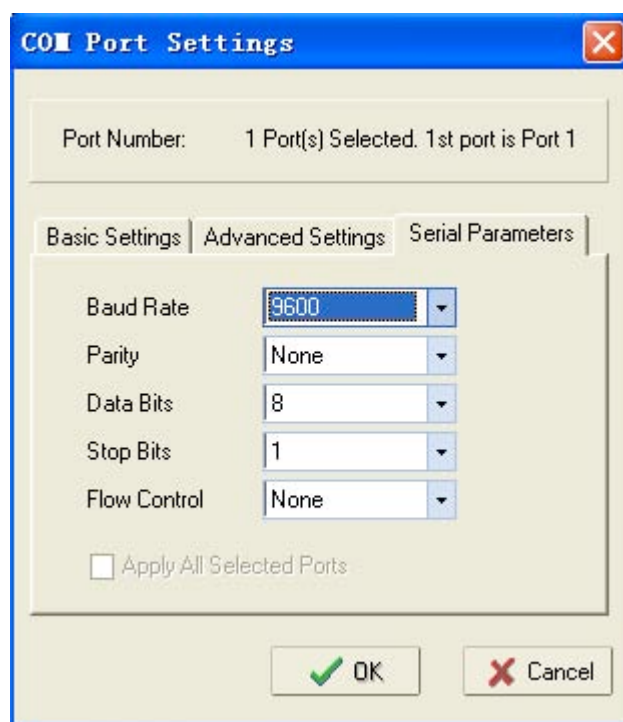 COM Port Settings
Port Number: 1 Port(s) Selected. 1st port is Port 1
Basic Settings Advanced Settings Serial Parameters
Baud Rate 9600
Parity None
Data Bits 8
Stop Bits 1
Flow Control None
Apply All Selected Ports
OK Cancel